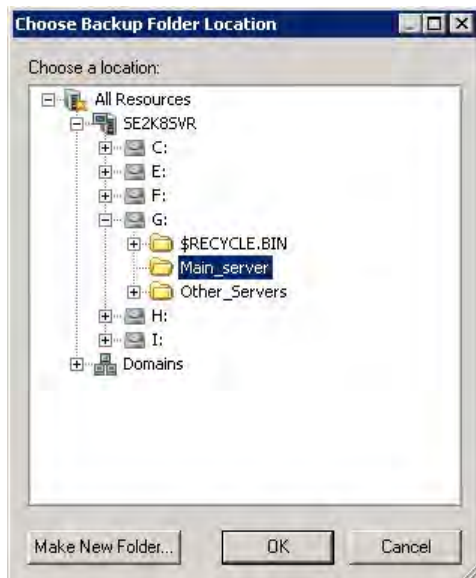 Choose Backup Folder Location
Choose a location:
All Resources
SE2K8SVR
C:
E:
F:
G:
$RECYCLE.BIN
Main_server
Other_Servers
H:
I:
Domains
Make New Folder... OK Cancel